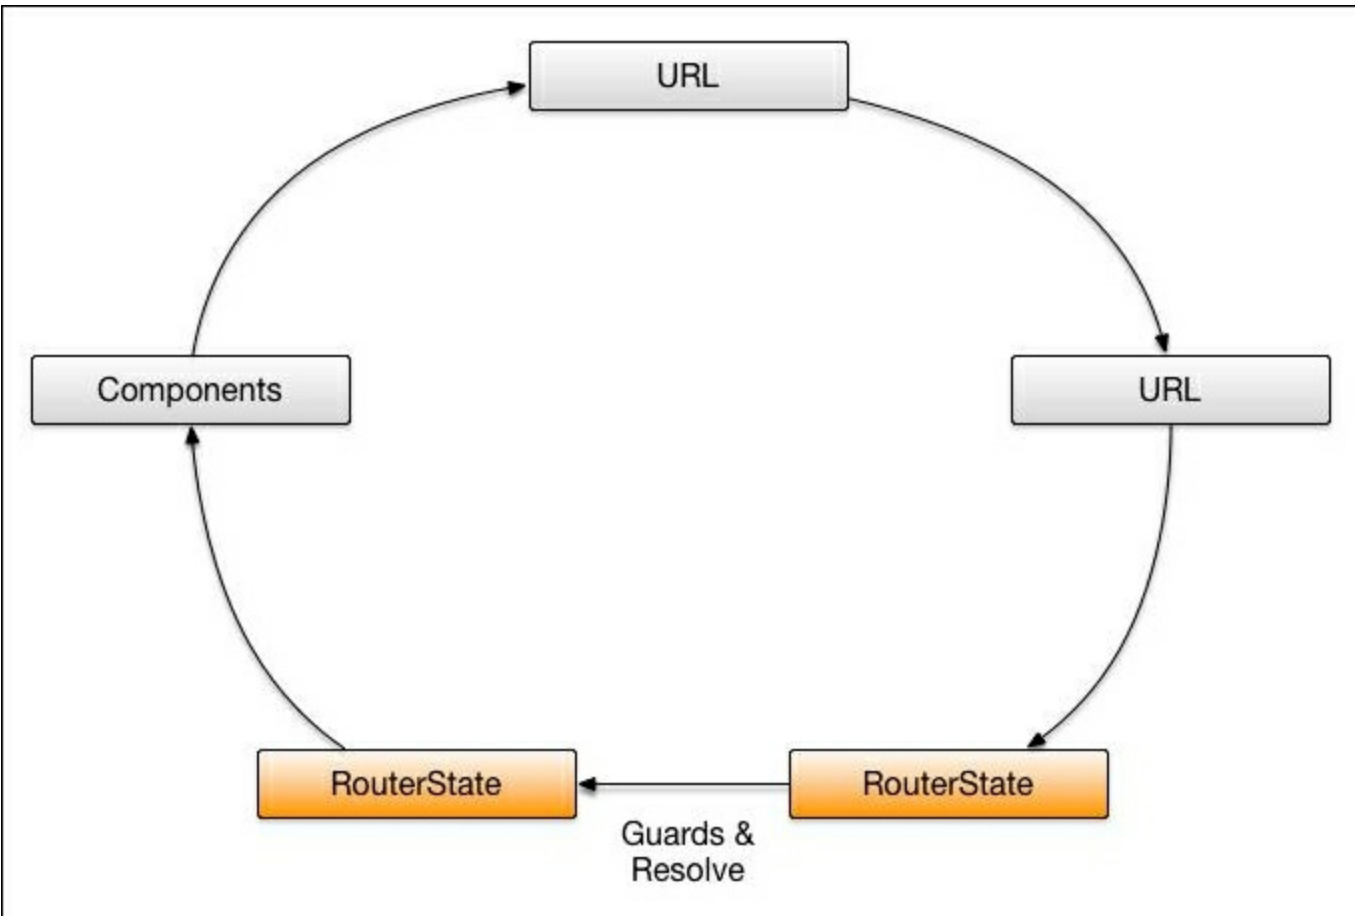 URL
Components
URL
RouterState
RouterState
Guards &
Resolve